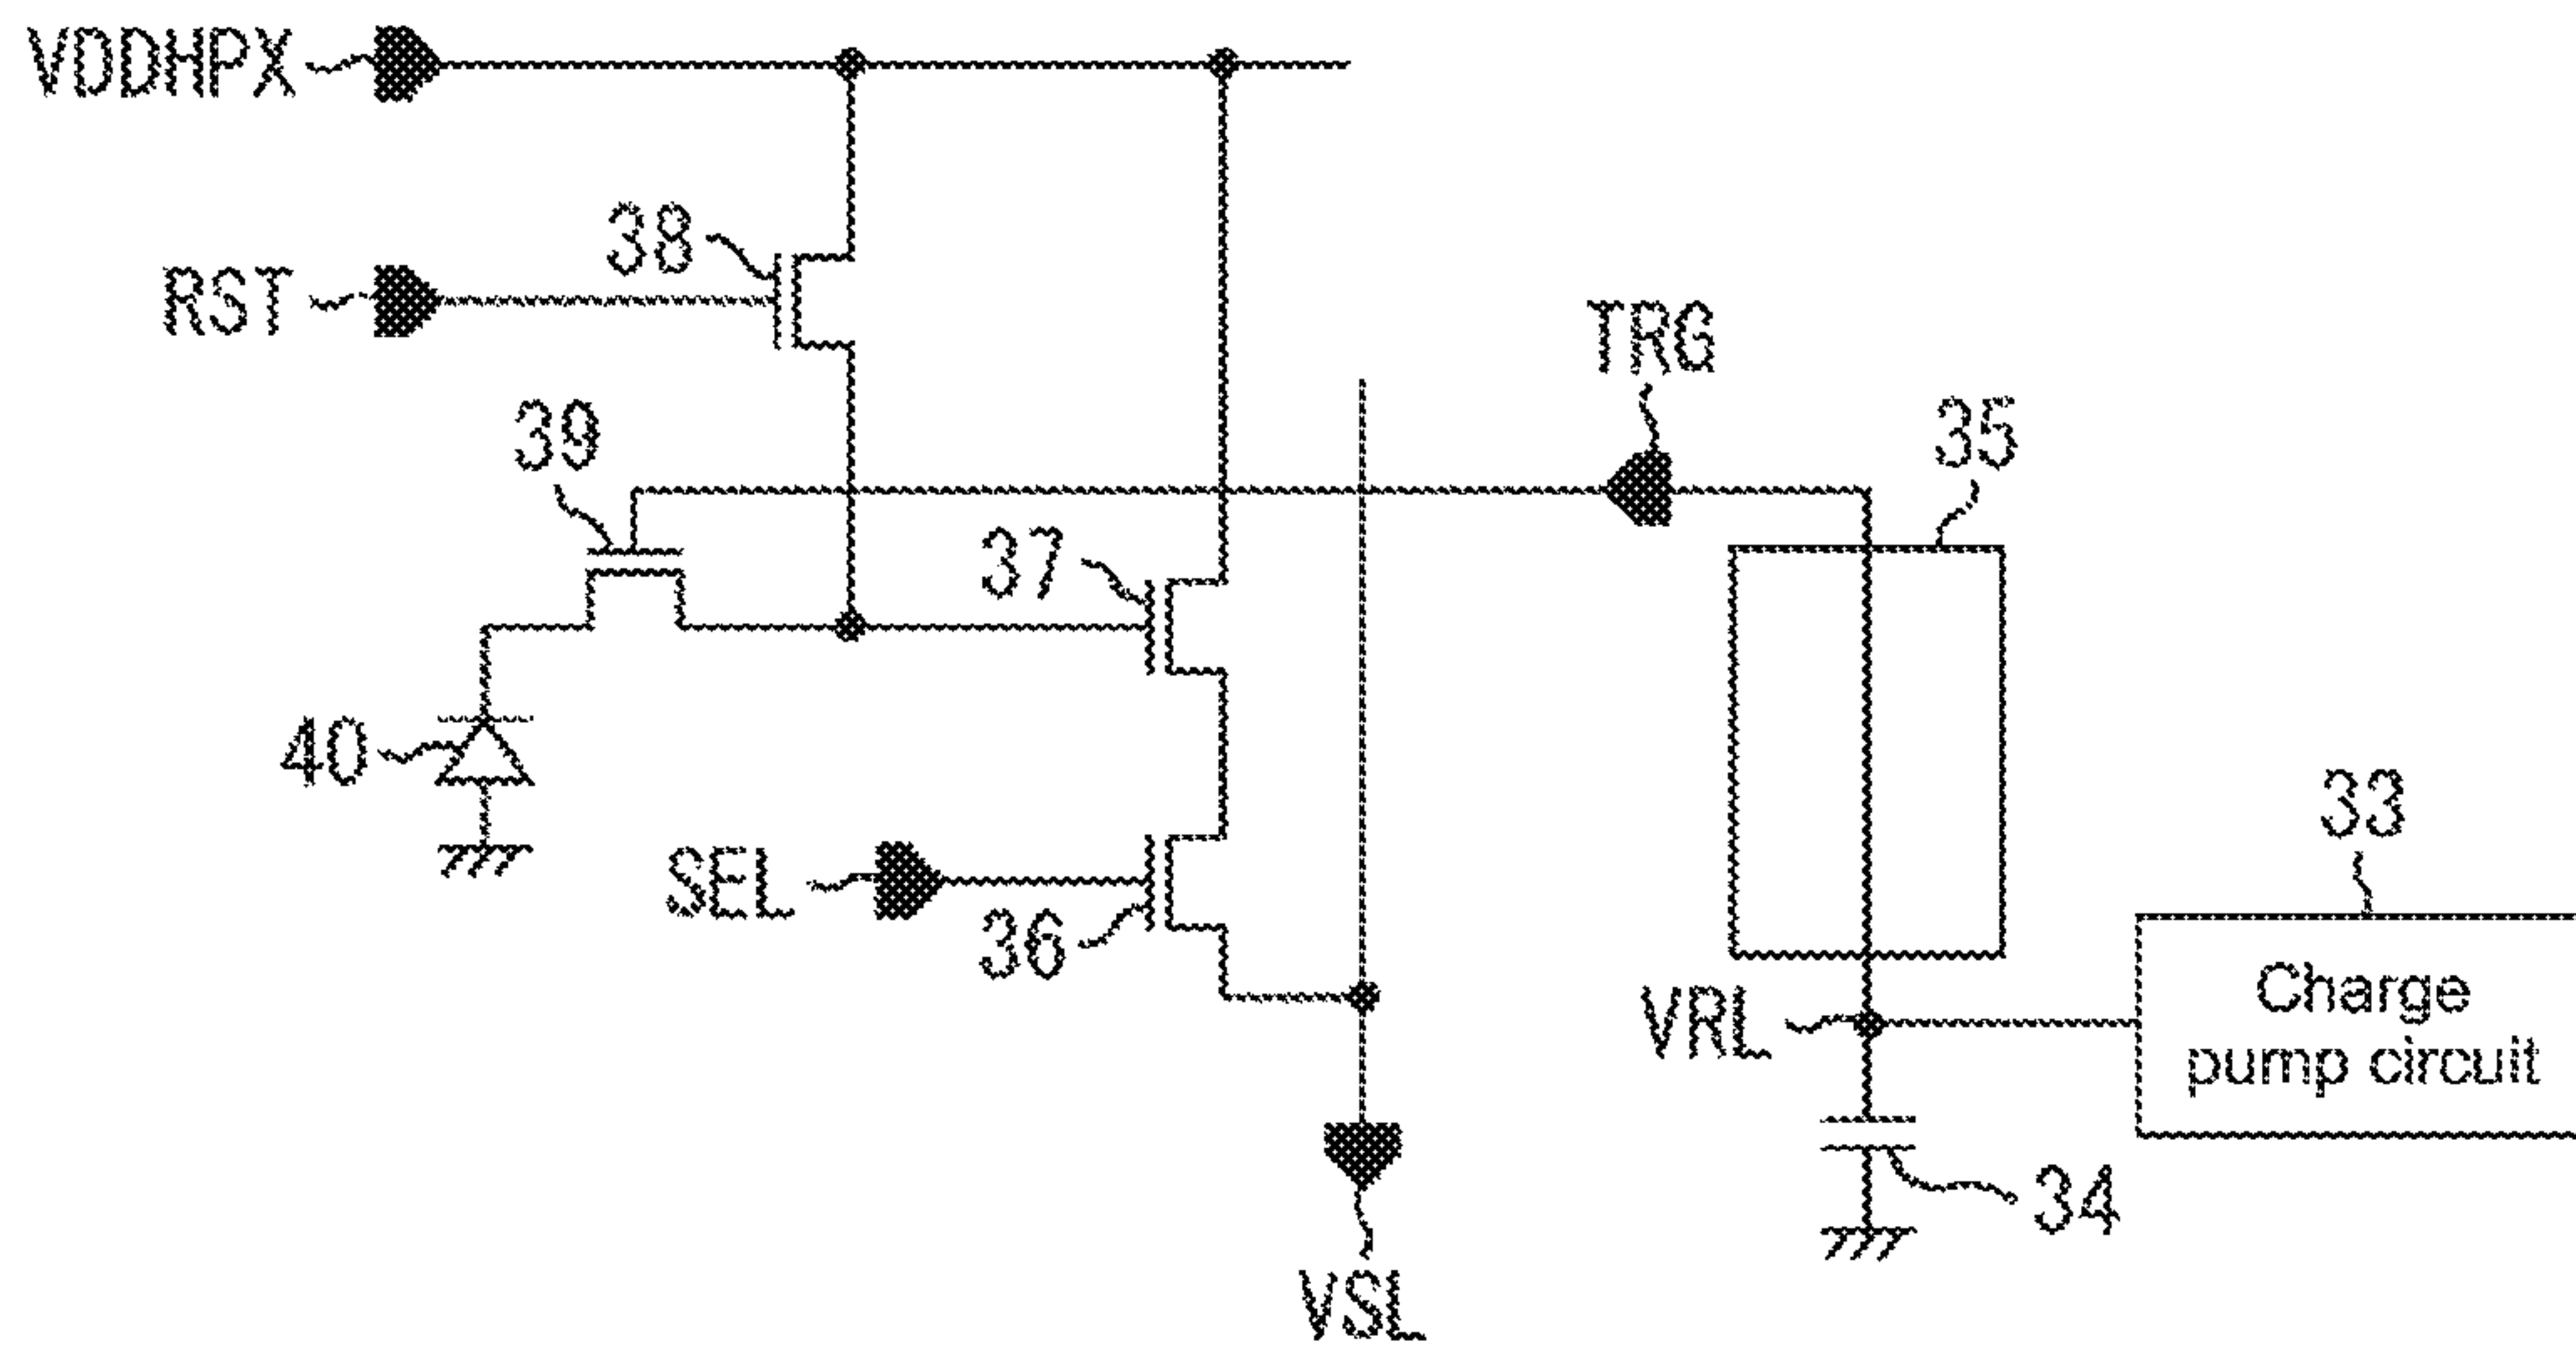 VDDHPX
38
RST
TRG
39
35
37
40
33
SEL
36
Charge
pump circuit
VRL
34
VSL